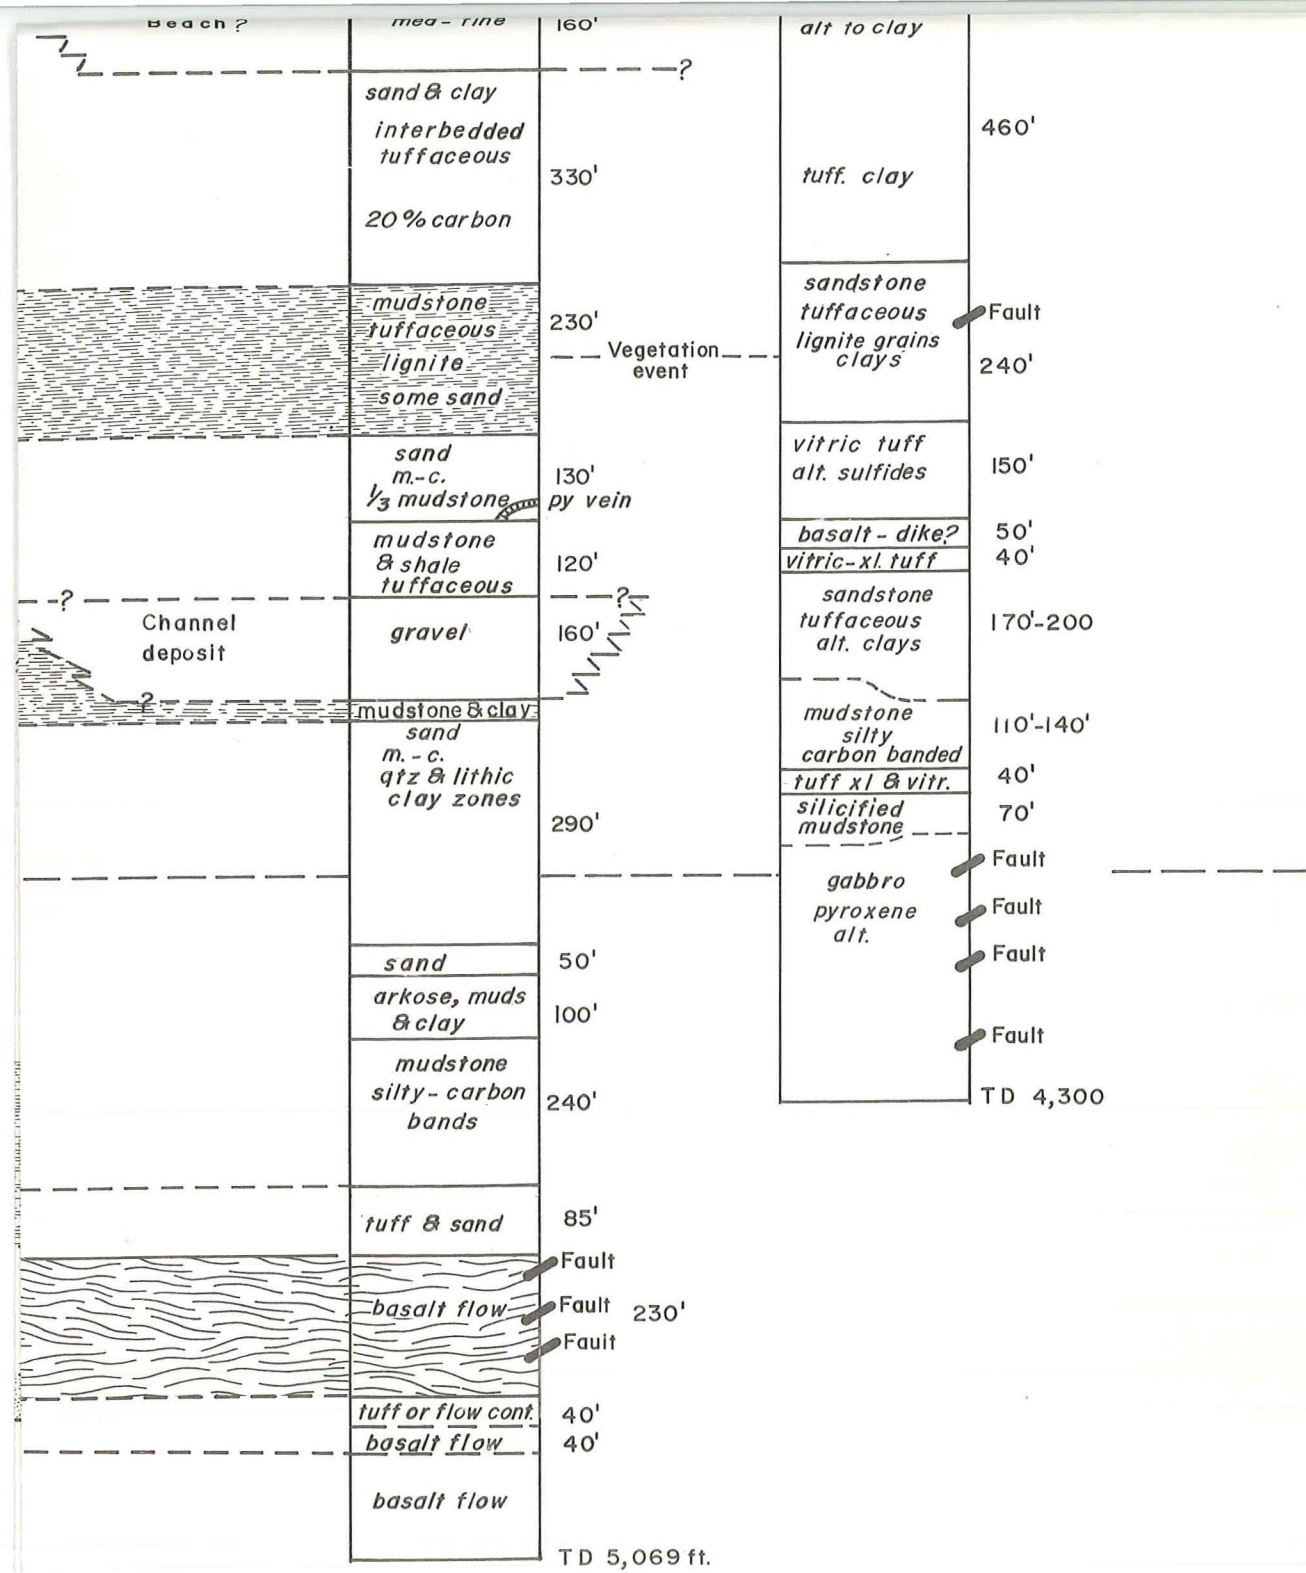 Beach ?
med - fine
160'
?
sand & clay
interbedded
tuffaceous
330'
20% carbon
mudstone
tuffaceous
230'
lignite
some sand
Vegetation
event
sand
m.-c.
130'
1/3 mudstone
py vein
mudstone
& shale
120'
tuffaceous
?
?
Channel
deposit
gravel
160'
?
mudstone & clay
sand
m. - c.
qtz & lithic
clay zones
290'
sand
50'
arkose, muds
& clay
100'
mudstone
silty - carbon
bands
240'
tuff & sand
85'
Fault
basalt flow
Fault
230'
Fault
tuff or flow cont.
40'
basalt flow
40'
basalt flow
TD 5,069 ft.
alt to clay
460'
tuff. clay
sandstone
tuffaceous
Fault
lignite grains
clays
240'
vitric tuff
alt. sulfides
150'
basalt - dike?
50'
vitric-xl. tuff
40'
sandstone
tuffaceous
alt. clays
170'-200
mudstone
silty
carbon banded
110'-140'
tuff xl & vitr.
40'
silicified
mudstone
70'
Fault
gabbro
pyroxene
alt.
Fault
Fault
Fault
TD 4,300